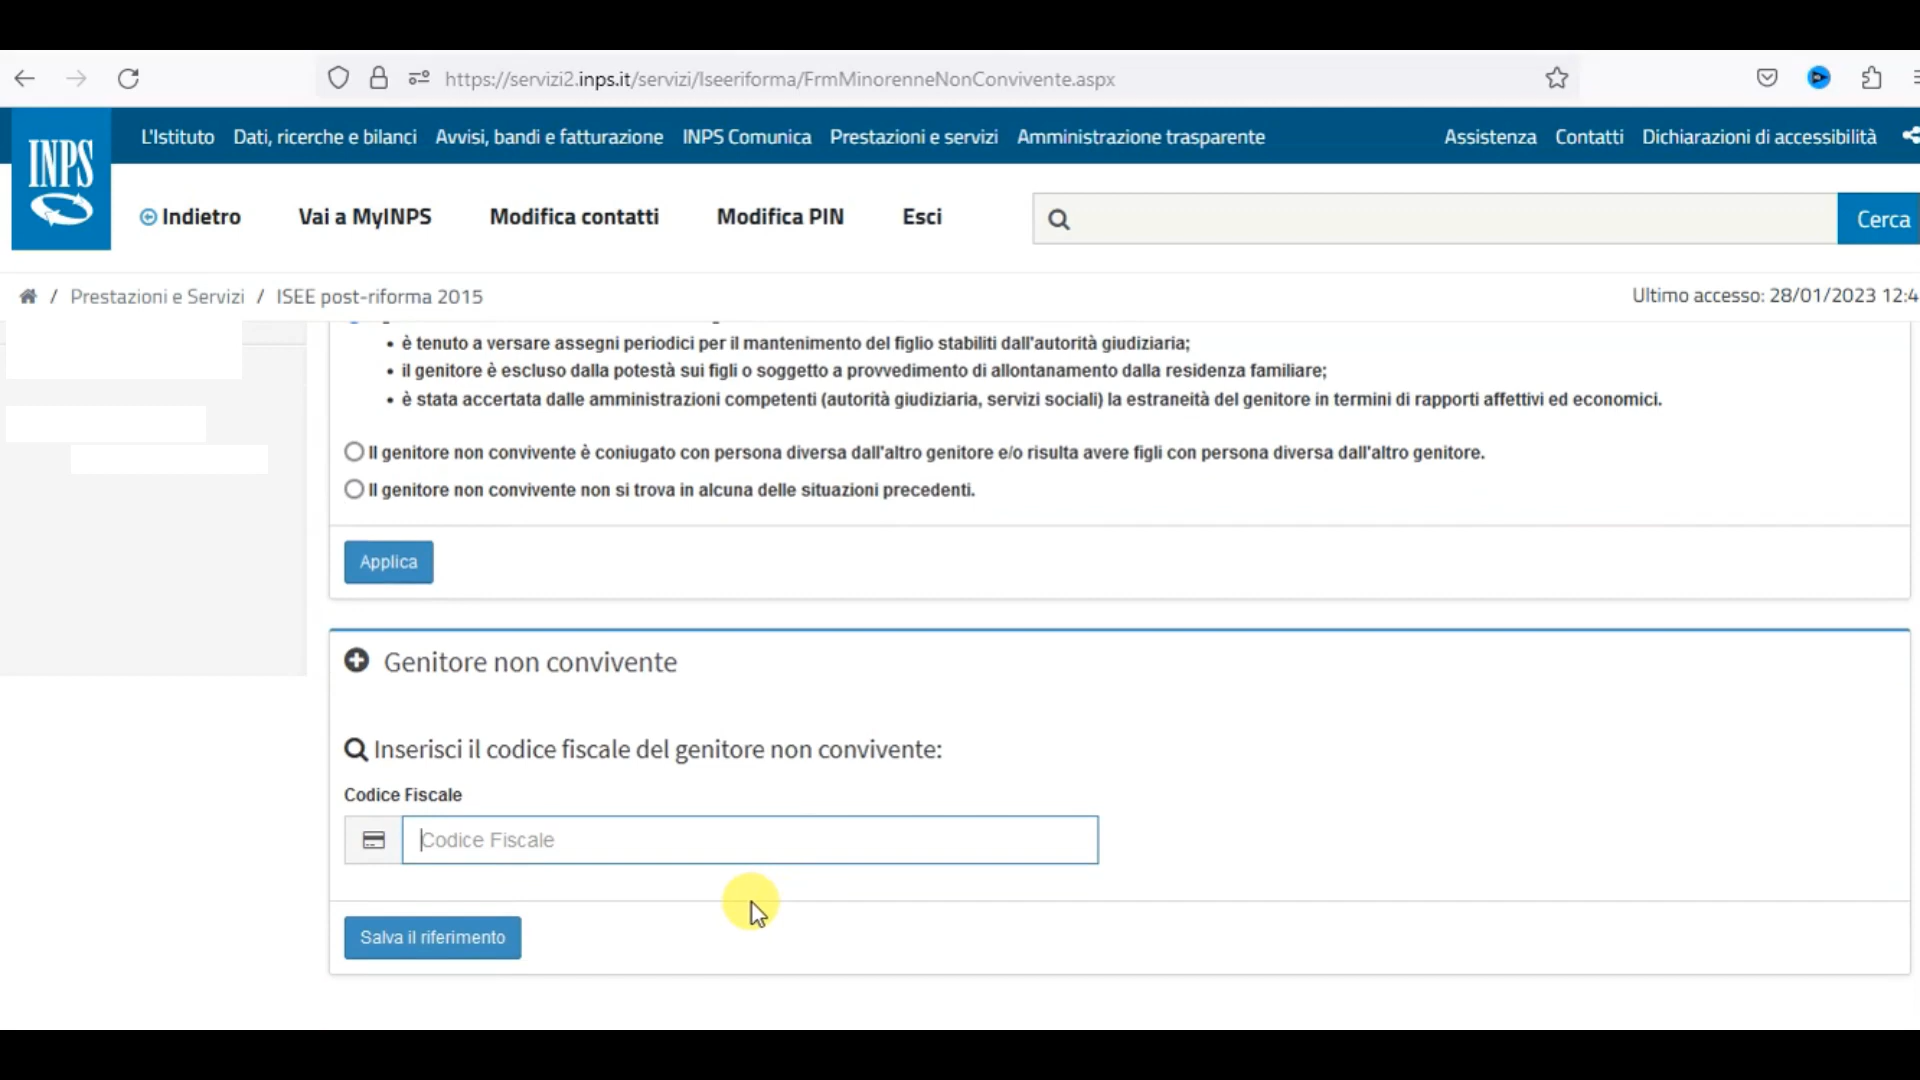 https://servizi2.inps.it/servizi/Iseeriforma/FrmMinorenneNonConvivente.aspx
L'Istituto Dati, ricerche e bilanci Avvisi, bandi e fatturazione INPS Comunica Prestazioni e servizi Amministrazione trasparente Assistenza Contatti Dichiarazioni di accessibilità
INPS
Indietro Vai a MyINPS Modifica contatti Modifica PIN Esci Cerca
/ Prestazioni e Servizi / ISEE post-riforma 2015 Ultimo accesso: 28/01/2023 12:4
• è tenuto a versare assegni periodici per il mantenimento del figlio stabiliti dall'autorità giudiziaria;
• il genitore è escluso dalla potestà sui figli o soggetto a provvedimento di allontanamento dalla residenza familiare;
• è stata accertata dalle amministrazioni competenti (autorità giudiziaria, servizi sociali) la estraneità del genitore in termini di rapporti affettivi ed economici.
Il genitore non convivente è coniugato con persona diversa dall'altro genitore e/o risulta avere figli con persona diversa dall'altro genitore.
Il genitore non convivente non si trova in alcuna delle situazioni precedenti.
Applica
Genitore non convivente
Inserisci il codice fiscale del genitore non convivente:
Codice Fiscale
Codice Fiscale
Salva il riferimento